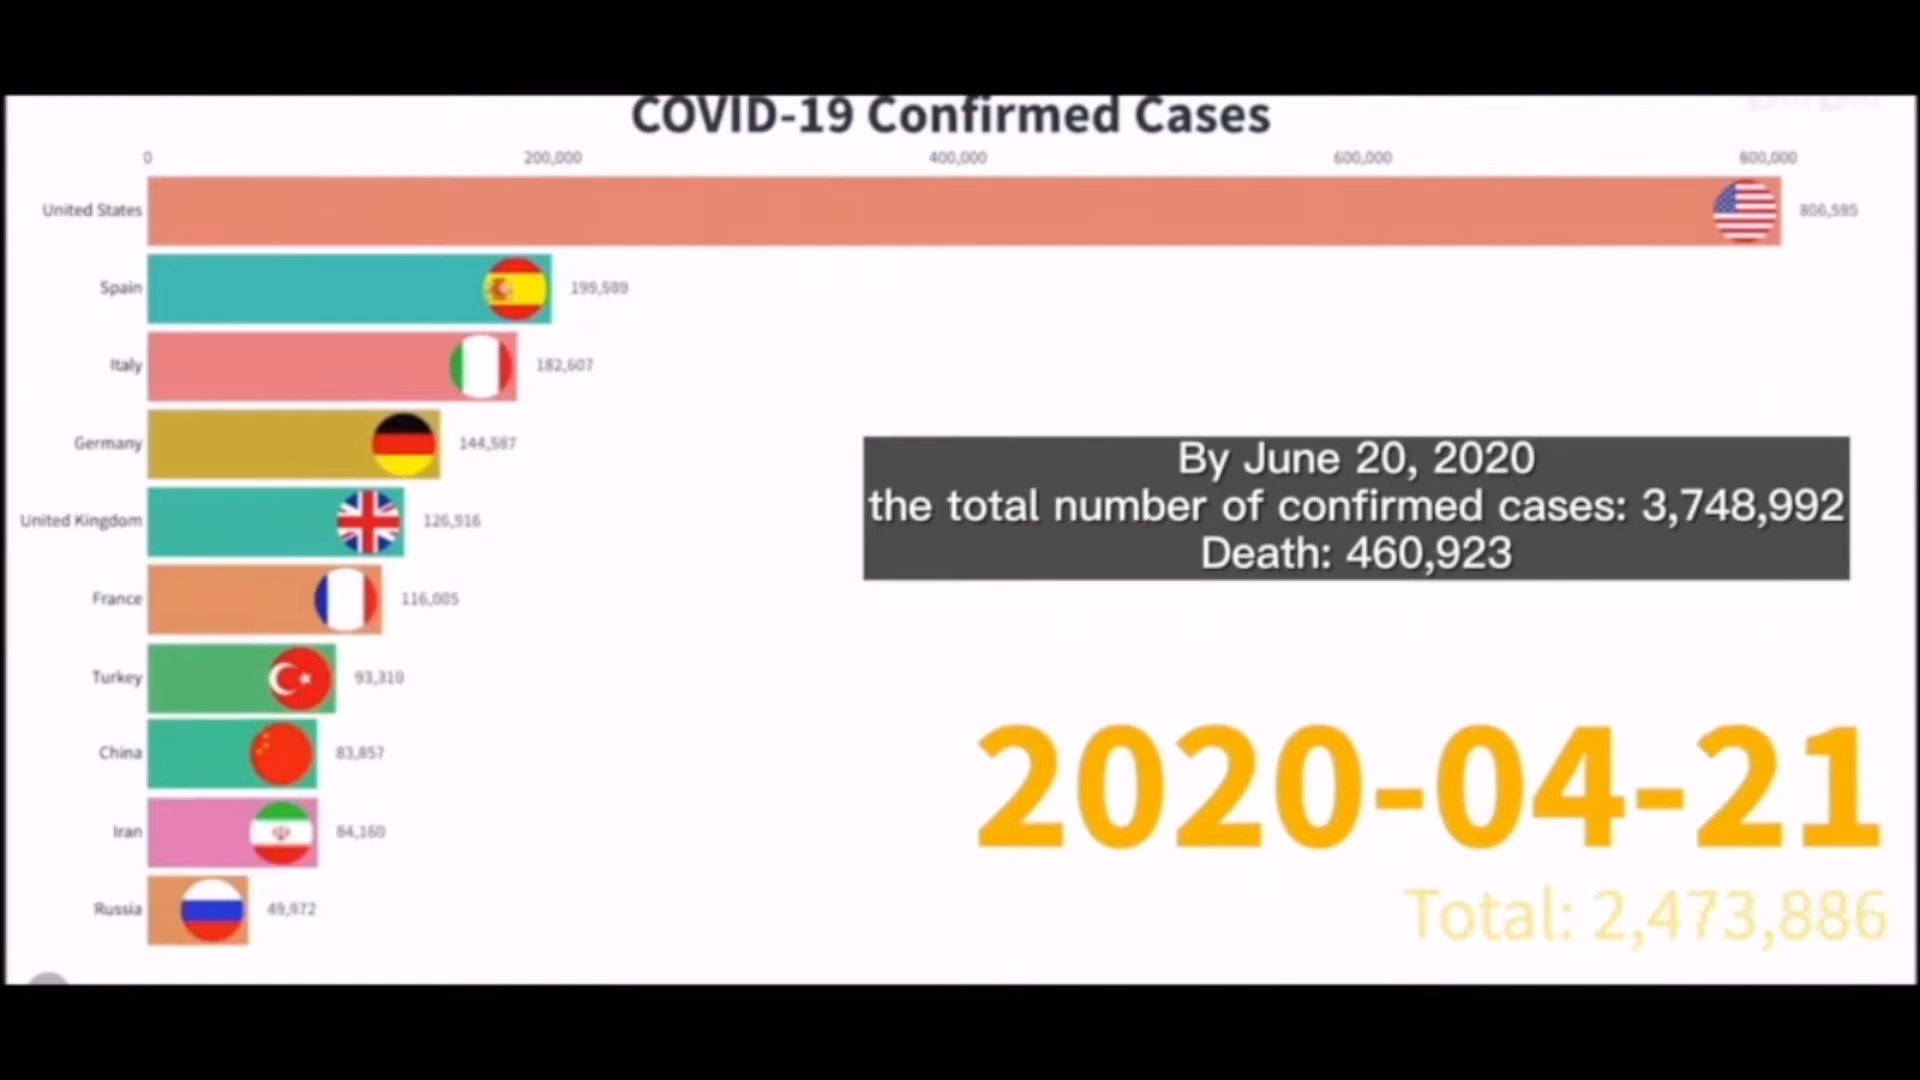 COVID-19 Confirmed Cases
0 200,000 400,000 600,000 800,000
United States 806,595
Spain 199,589
Italy 182,607
Germany 144,587
By June 20, 2020
the total number of confirmed cases: 3,748,992
Death: 460,923
United Kingdom 126,916
France 116,005
Turkey 93,310
China 83,857
Iran 84,160
Russia 49,972
2020-04-21
Total: 2,473,886